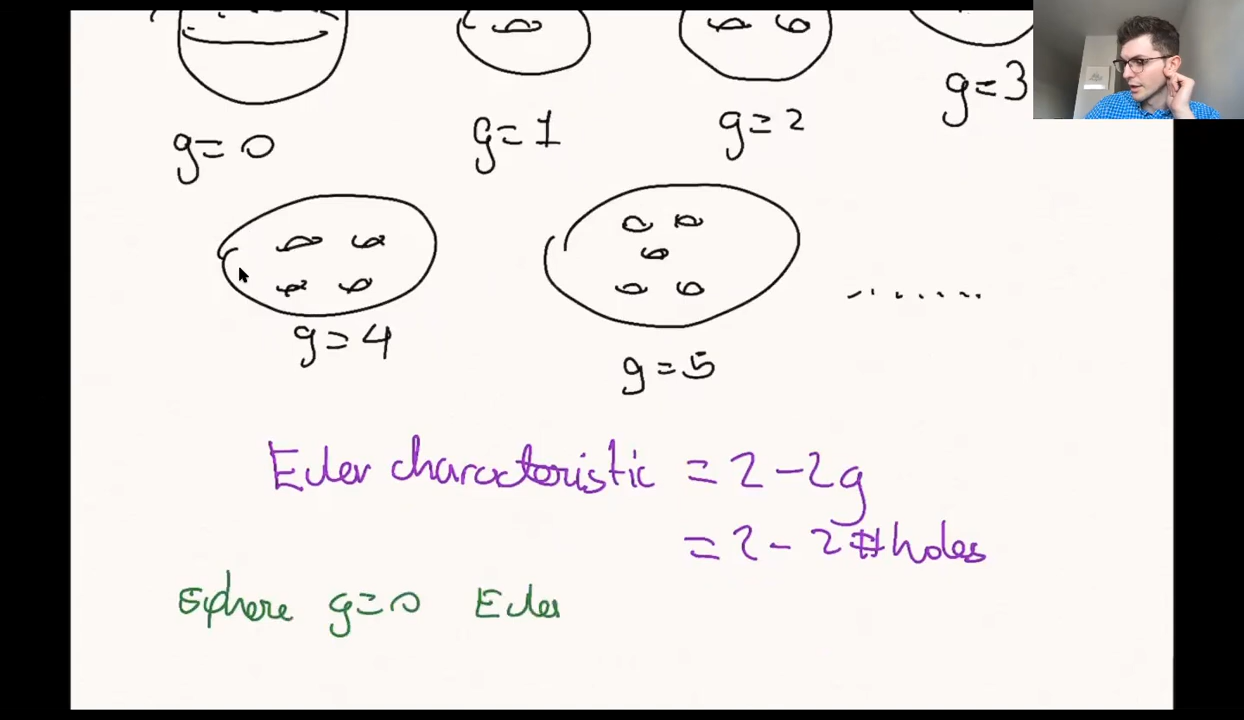 g=0
g=1
g=2
g=3
g=4
g=5
.......
Euler characteristic = 2-2g
= 2-2#holes
Sphere g=0 Euler